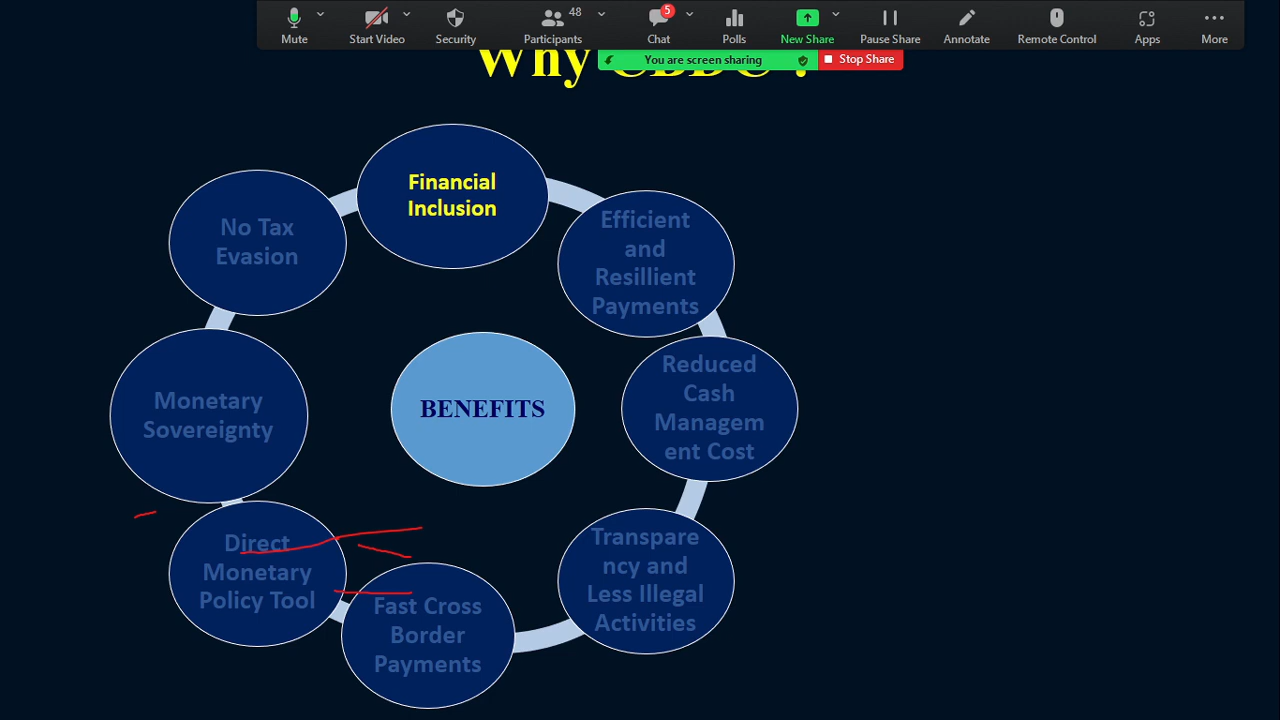 Mute
Start Video
Security
Participants
48
Chat
5
Polls
New Share
Pause Share
Annotate
Remote Control
Apps
More
You are screen sharing
Stop Share
Why CBDC ?
Financial
Inclusion
Efficient
and
Resillient
Payments
Reduced
Cash
Managem
ent Cost
Transpare
ncy and
Less Illegal
Activities
Fast Cross
Border
Payments
Direct
Monetary
Policy Tool
Monetary
Sovereignty
No Tax
Evasion
BENEFITS